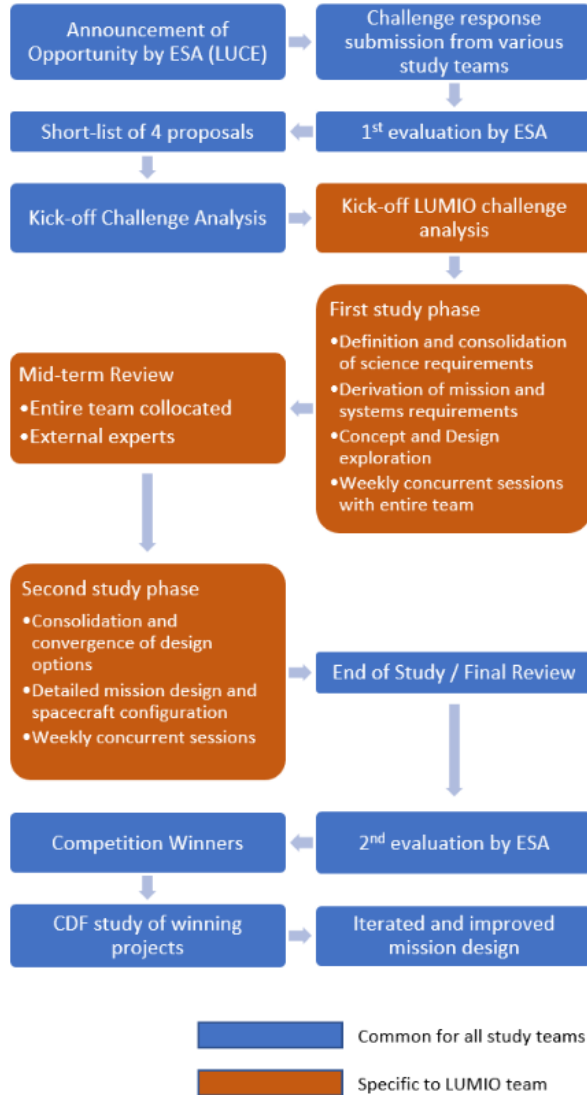 Announcement of
Opportunity by ESA (LUCE)
Challenge response
submission from various
study teams
Short-list of 4 proposals
1st evaluation by ESA
Kick-off Challenge Analysis
Kick-off LUMIO challenge
analysis
First study phase
•Definition and consolidation
of science requirements
•Derivation of mission and
systems requirements
•Concept and Design
exploration
•Weekly concurrent sessions
with entire team
Mid-term Review
•Entire team collocated
•External experts
Second study phase
•Consolidation and
convergence of design
options
•Detailed mission design and
spacecraft configuration
•Weekly concurrent sessions
End of Study / Final Review
Competition Winners
2nd evaluation by ESA
CDF study of winning
projects
Iterated and improved
mission design
Common for all study teams
Specific to LUMIO team